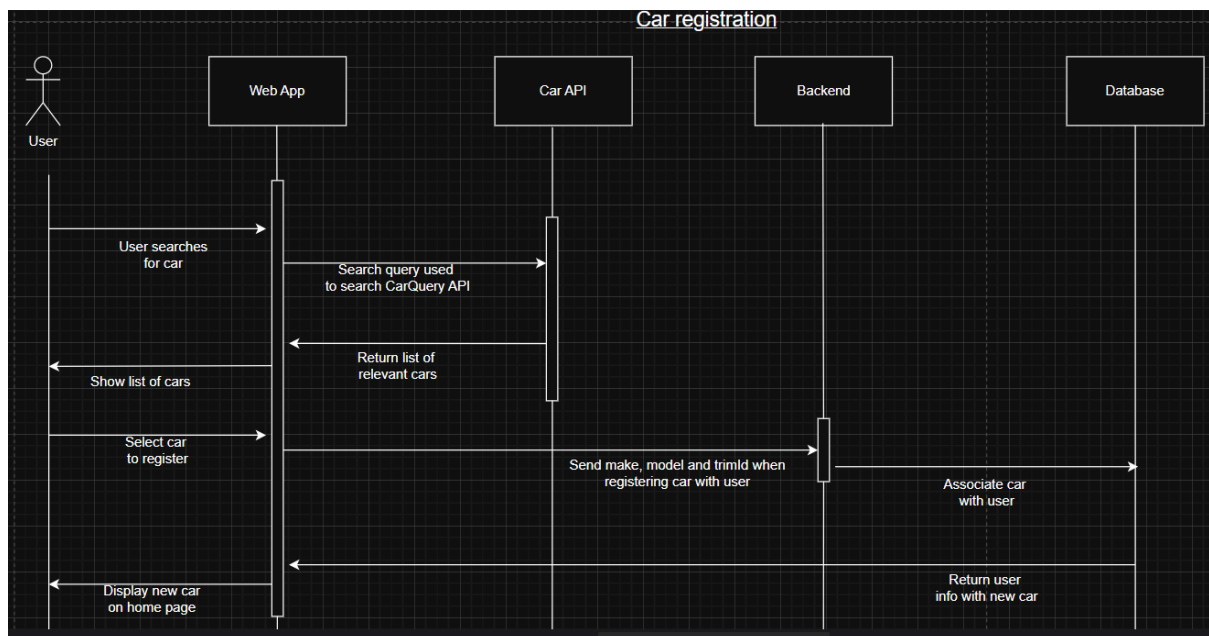 Car registration
User
Web App
Car API
Backend
Database
User searches
for car
Search query used
to search CarQuery API
Return list of
relevant cars
Show list of cars
Select car
to register
Send make, model and trimId when
registering car with user
Associate car
with user
Return user
info with new car
Display new car
on home page